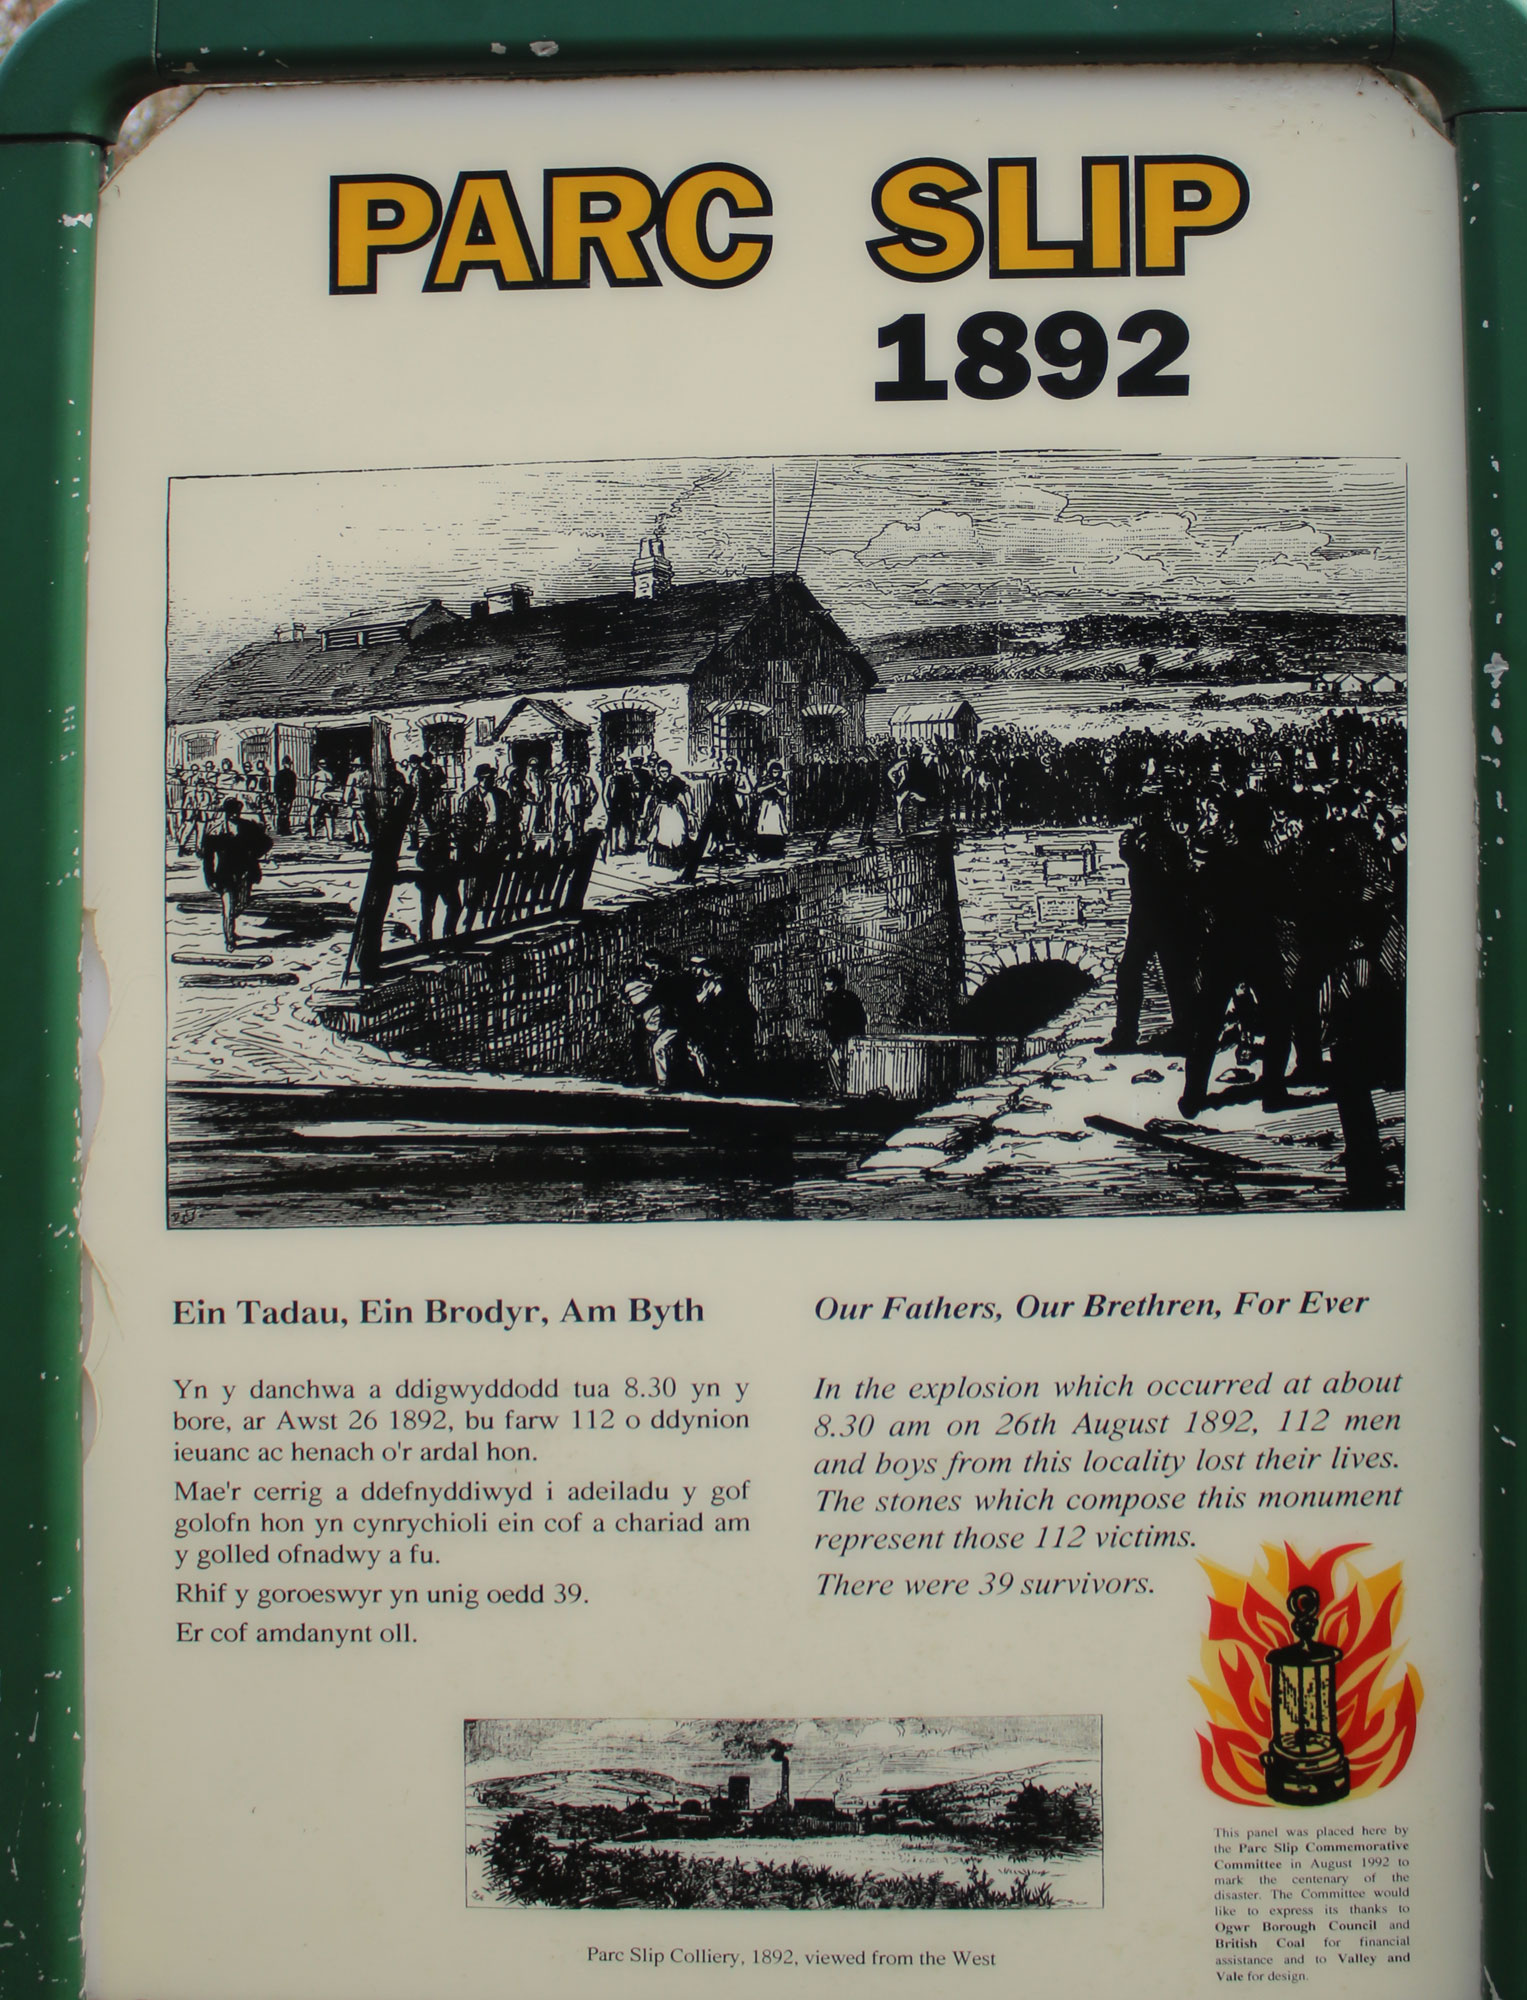 PARC SLIP
1892
Ein Tadau, Ein Brodyr, Am Byth
Yn y danchwa a ddigwyddodd tua 8.30 yn y
bore, ar Awst 26 1892, bu farw 112 o ddynion
ieuanc ac henach o'r ardal hon.
Mae'r cerrig a ddefnyddiwyd i adeiladu y gof
golofn hon yn cynrychioli ein cof a chariad am
y golled ofnadwy a fu.
Rhif y goroeswyr yn unig oedd 39.
Er cof amdanynt oll.
Our Fathers, Our Brethren, For Ever
In the explosion which occurred at about
8.30 am on 26th August 1892, 112 men
and boys from this locality lost their lives.
The stones which compose this monument
represent those 112 victims.
There were 39 survivors.
Parc Slip Colliery, 1892, viewed from the West
This panel was placed here by
the Parc Slip Commemorative
Committee in August 1992 to
mark the centenary of the
disaster. The Committee would
like to express its thanks to
Ogwr Borough Council and
British Coal for financial
assistance and to Valley and
Vale for design.